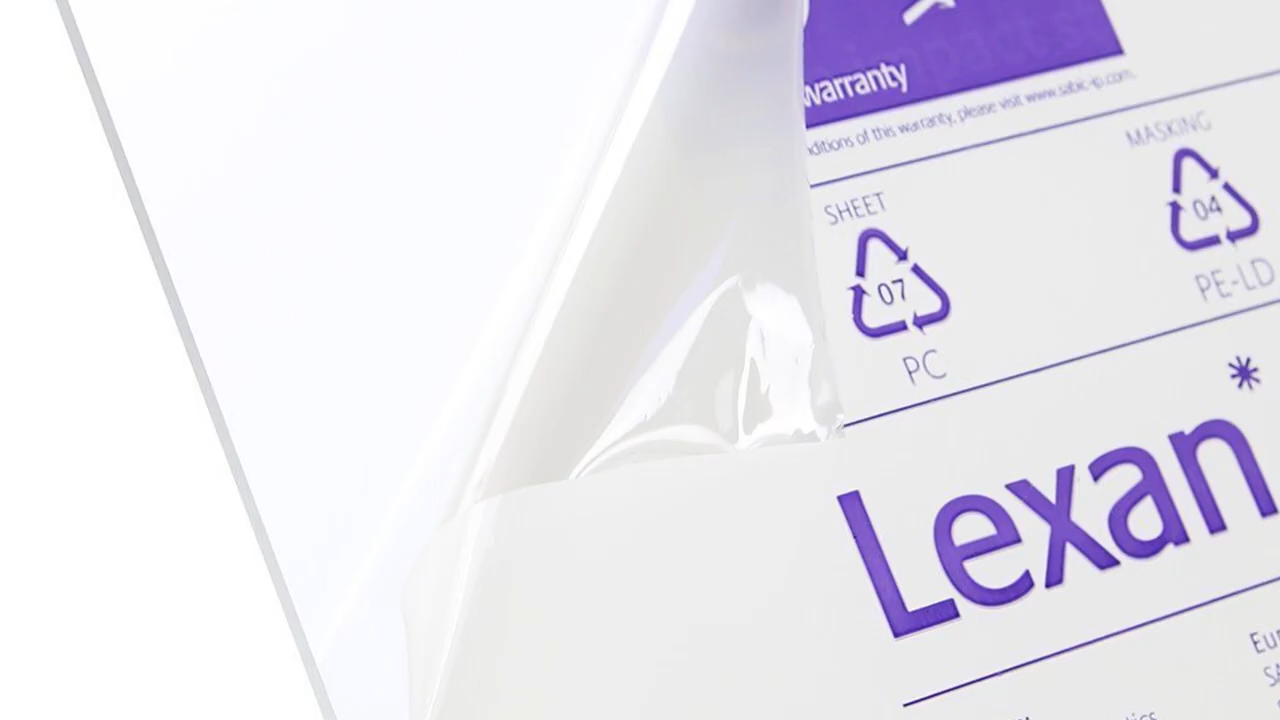 warranty
nditions of this warranty, please visit www.sabic-ip.com.
SHEET
07
PC
MASKING
04
PE-LD
Lexan*